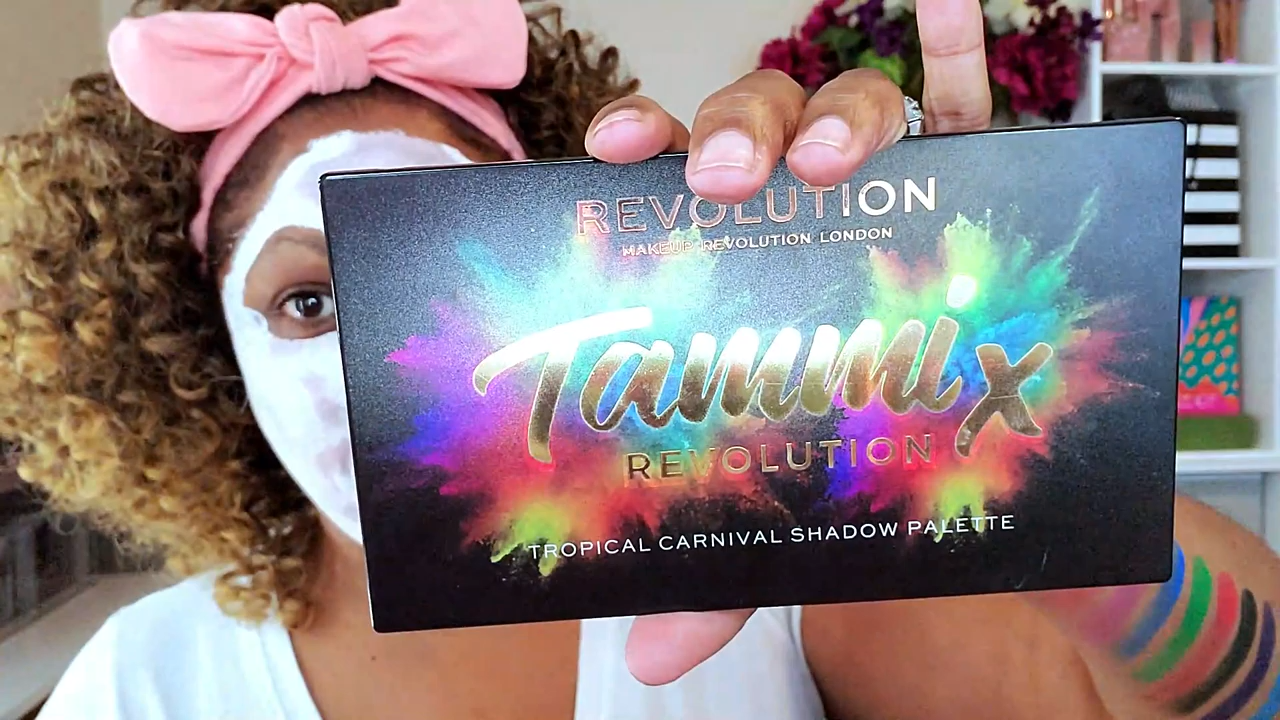 REVOLUTION
MAKEUP REVOLUTION LONDON
Tammi x
REVOLUTION
TROPICAL CARNIVAL SHADOW PALETTE